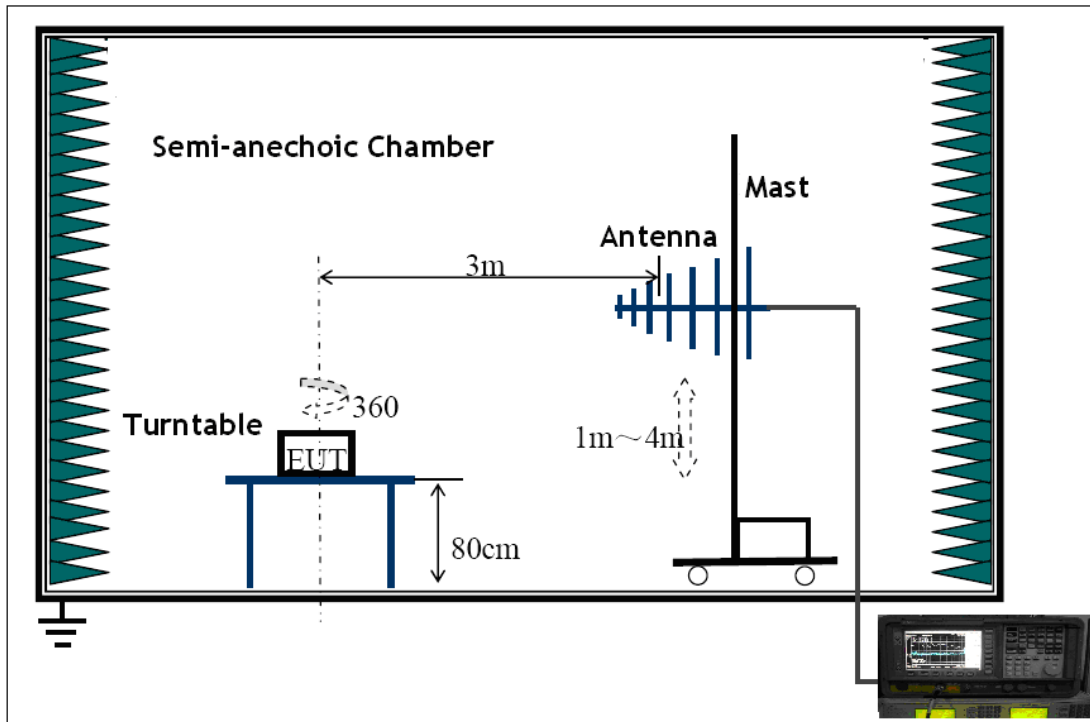 Semi-anechoic Chamber
Mast
Antenna
3m
360
Turntable
1m～4m
EUT
80cm